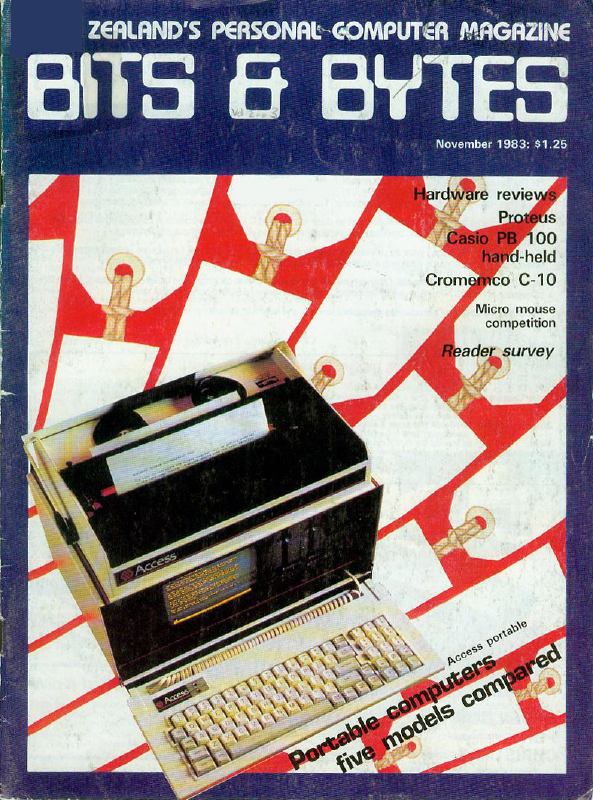 ZEALAND'S PERSONAL COMPUTER MAGAZINE
BITS & BYTES
November 1983: $1.25
Hardware reviews
Proteus
Casio PB 100
hand-held
Cromemco C-10
Micro mouse
competition
Reader survey
Access
Access
Access portable
Portable computers
five models compared